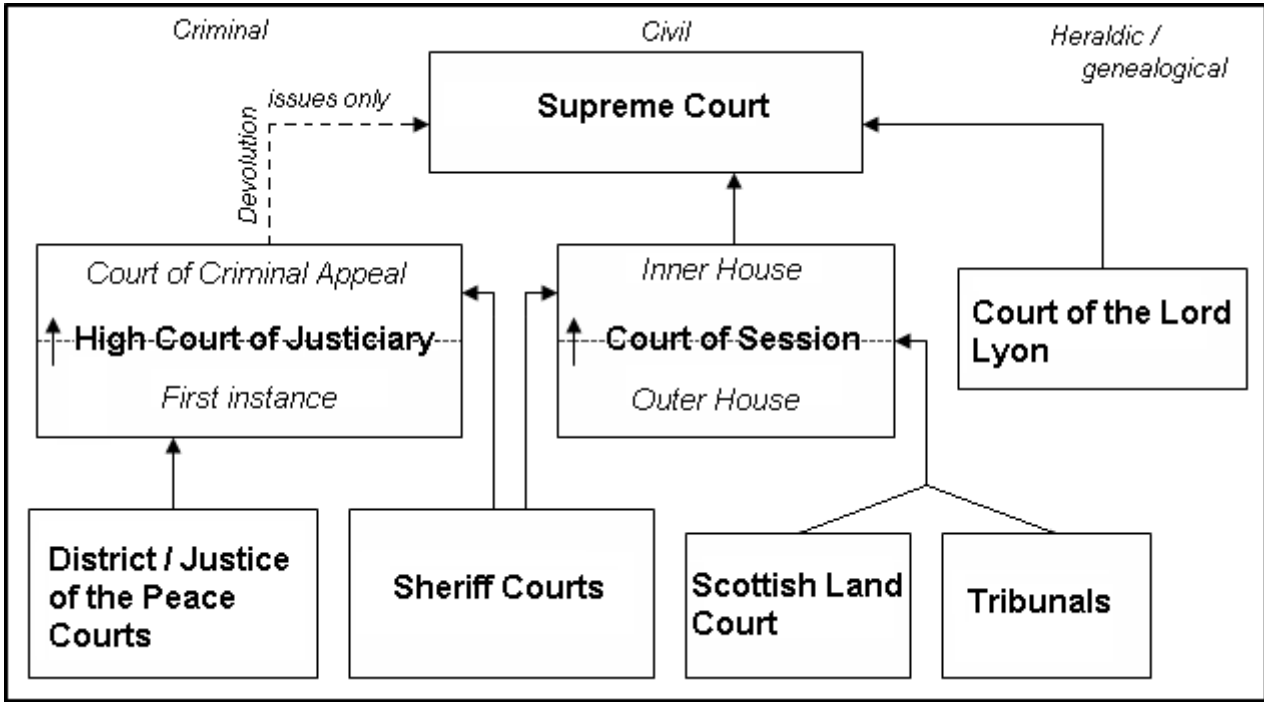 Criminal
Civil
Heraldic /
genealogical
issues only
Devolution
Supreme Court
Court of Criminal Appeal
High Court of Justiciary
First instance
Inner House
Court of Session
Outer House
Court of the Lord
Lyon
District / Justice
of the Peace
Courts
Sheriff Courts
Scottish Land
Court
Tribunals